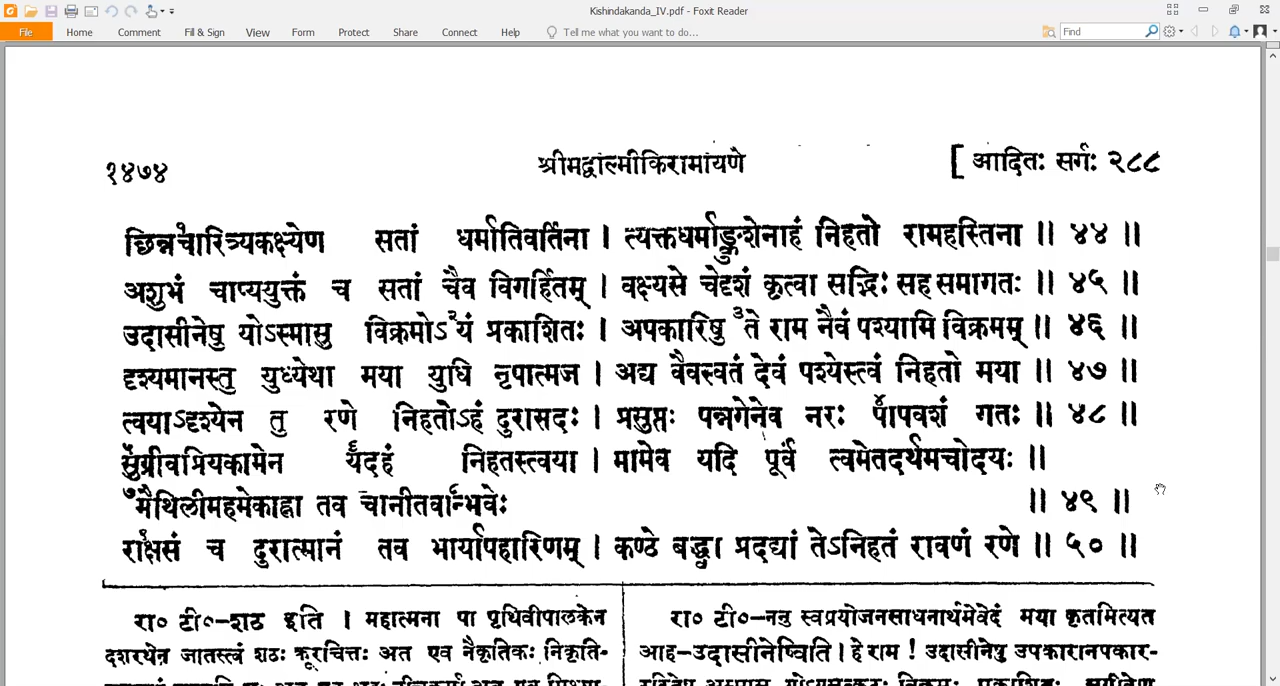 Kishindakanda_IV.pdf - Foxit Reader
File Home Comment Fill & Sign View Form Protect Share Connect Help Tell me what you want to do... Find
१४७४ श्रीमद्वाल्मीकिरामायणे [ आदितः सर्गः २८८
छिन्नचारित्र्यकक्ष्येण सतां धर्मातिवर्तिना । त्यक्तधर्माङ्कुशेनाहं निहतो रामहस्तिना ॥ ४४ ॥
अशुभं चाप्ययुक्तं च सतां चैव विगर्हितम् । वक्ष्यसे चेदृशं कृत्वा सद्भिः सह समागतः ॥ ४५ ॥
उदासीनेषु योऽस्मासु विक्रमोऽ२यं प्रकाशितः । अपकारिषु ३ते राम नैवं पश्यामि विक्रमम् ॥ ४६ ॥
दृश्यमानस्तु युध्येथा मया युधि नृपात्मज । अद्य वैवस्वतं देवं पश्येस्त्वं निहतो मया ॥ ४७ ॥
त्वयाऽदृश्येन तु रणे निहतोऽहं दुरासदः । प्रसुप्तः पन्नगेनेव नरः पापवशं गतः ॥ ४८ ॥
सुग्रीवप्रियकामेन यदहं निहतस्त्वया । मामेव यदि पूर्वं त्वमेतदर्थमचोदयः ॥
७मैथिलीमहमेकाह्ना तव चानीतवान्भवेः ॥ ४९ ॥
राक्षसं च दुरात्मानं तव भार्यापहारिणम् । कण्ठे बद्ध्वा प्रदद्यां तेऽनिहतं रावणं रणे ॥ ५० ॥
रा० टी०-शठ इति । महात्मना पा पृथिवीपालकेन
दशरथेन जातस्त्वं शठः क्रूरचित्तः अत एव नैकृतिकः निकृति-
रा० टी०-ननु स्वप्रयोजनसाधनार्थमेवेदं मया कृतमित्यत
आह-उदासीनेष्विति । हे राम ! उदासीनेषु उपकारानपकार-